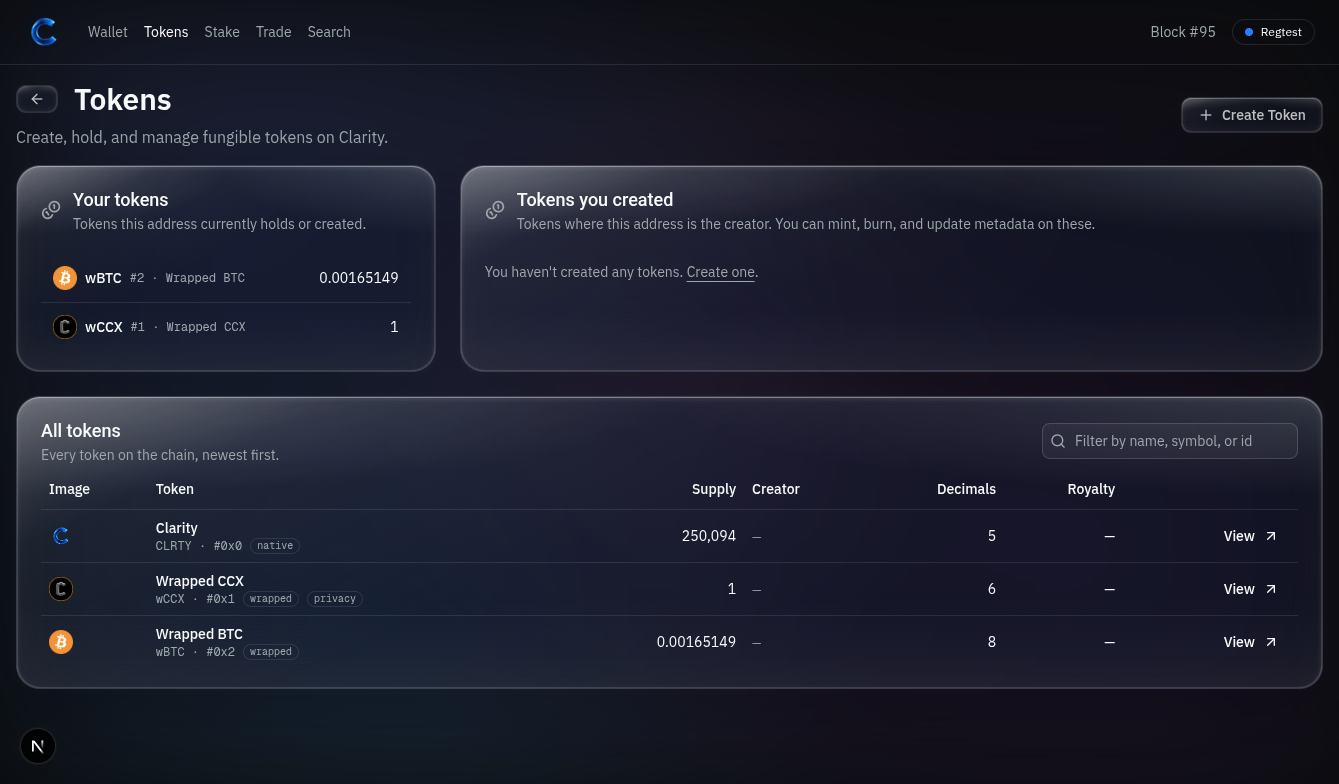 Wallet Tokens Stake Trade Search Block #95 Regtest
Tokens
Create, hold, and manage fungible tokens on Clarity.
Create Token
Your tokens
Tokens this address currently holds or created.
wBTC #2 · Wrapped BTC 0.00165149
wCCX #1 · Wrapped CCX 1
Tokens you created
Tokens where this address is the creator. You can mint, burn, and update metadata on these.
You haven't created any tokens. Create one.
All tokens
Every token on the chain, newest first.
Filter by name, symbol, or id
Image Token Supply Creator Decimals Royalty
Clarity
CLRTY · #0x0 native
250,094 — 5 — View
Wrapped CCX
wCCX · #0x1 wrapped privacy
1 — 6 — View
Wrapped BTC
wBTC · #0x2 wrapped
0.00165149 — 8 — View
N